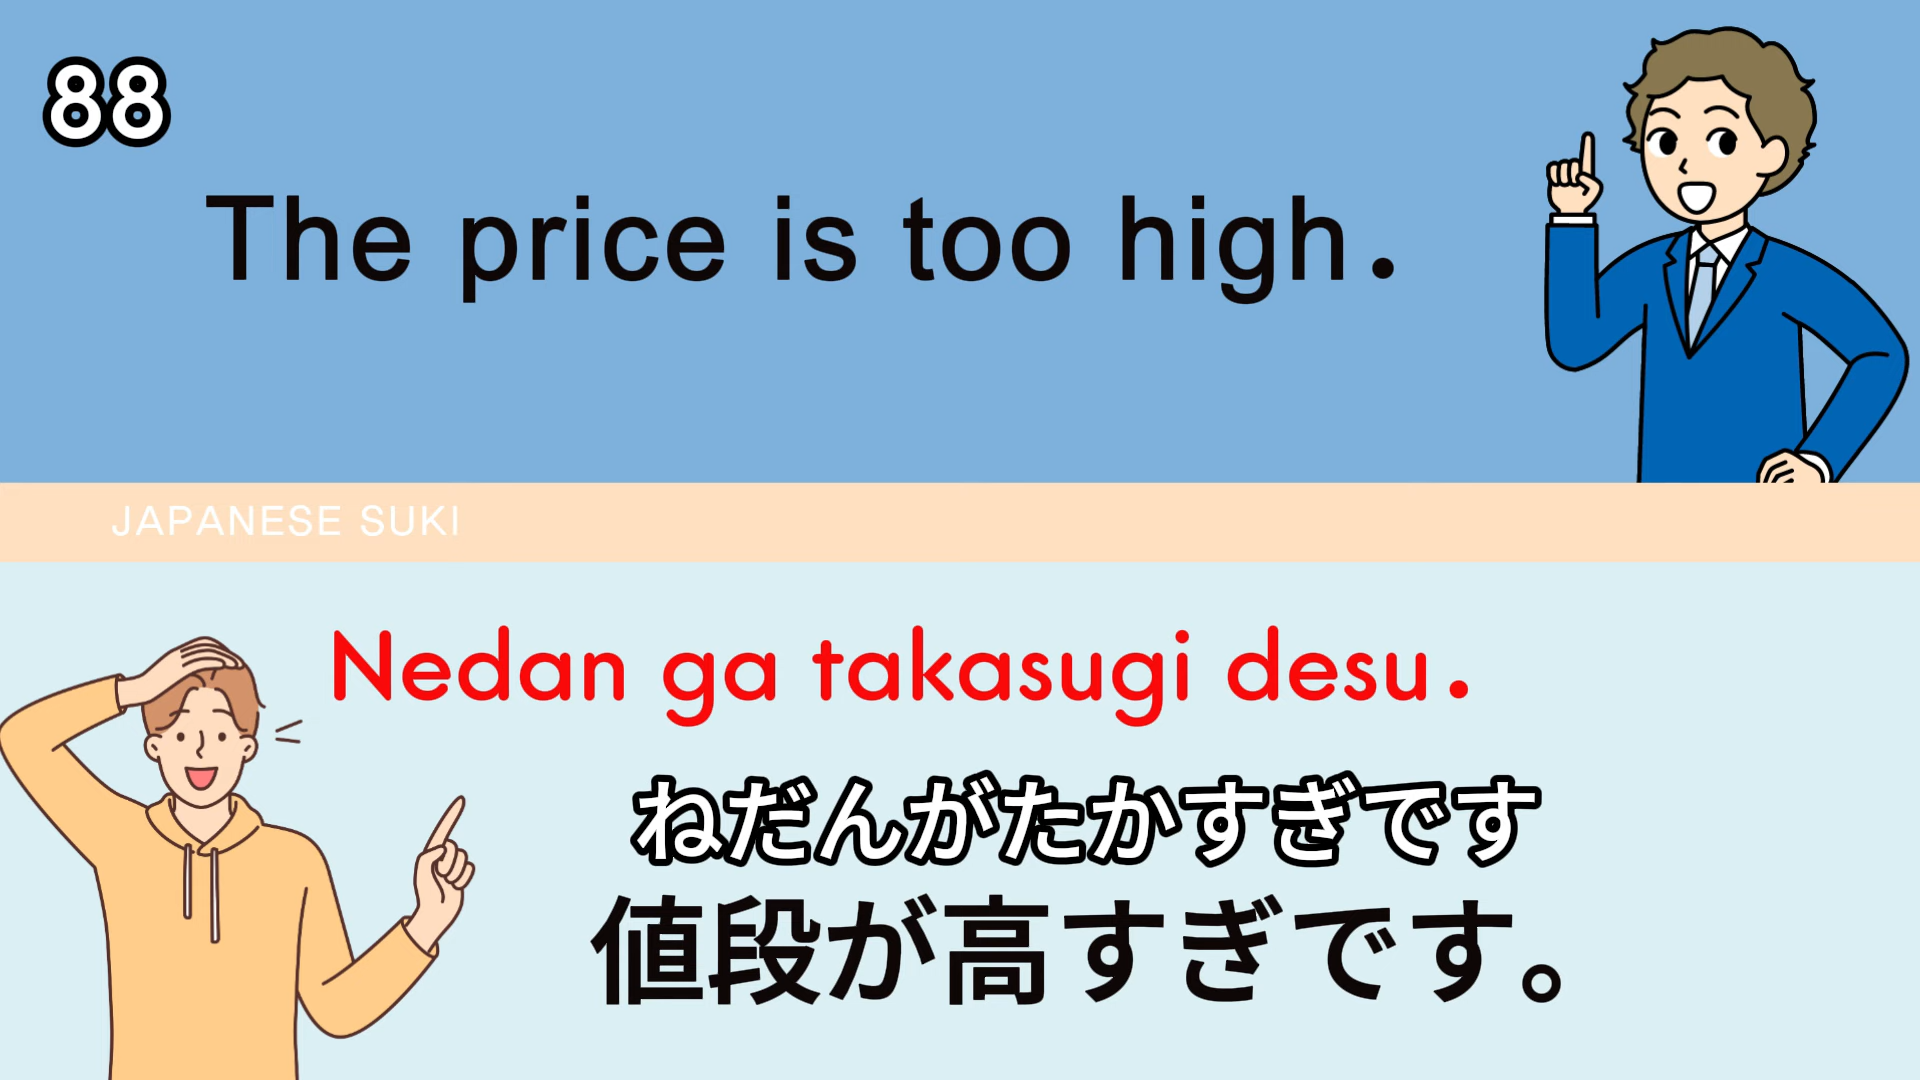 88
The price is too high.
JAPANESE SUKI
Nedan ga takasugi desu.
ねだんがたかすぎです
値段が高すぎです。